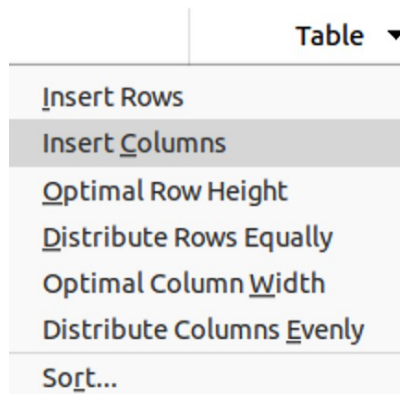 Table
Insert Rows
Insert Columns
Optimal Row Height
Distribute Rows Equally
Optimal Column Width
Distribute Columns Evenly
Sort...